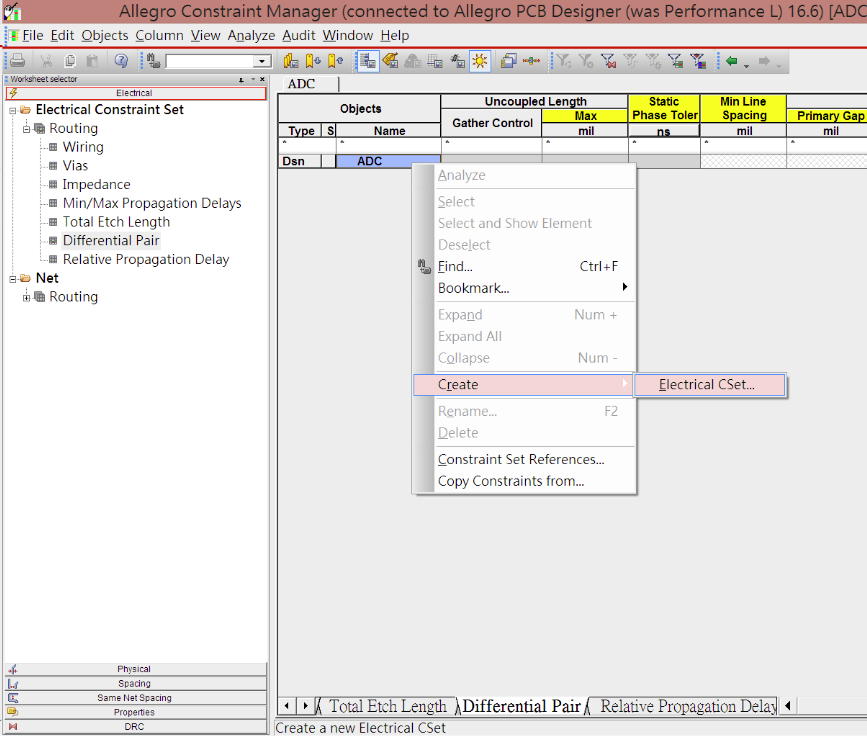 Allegro Constraint Manager (connected to Allegro PCB Designer (was Performance L) 16.6) [ADC
File Edit Objects Column View Analyze Audit Window Help
Worksheet selector
Electrical
Electrical Constraint Set
Routing
Wiring
Vias
Impedance
Min/Max Propagation Delays
Total Etch Length
Differential Pair
Relative Propagation Delay
Net
Routing
Physical
Spacing
Same Net Spacing
Properties
DRC
ADC
Objects
Uncoupled Length
Static
Min Line
Gather Control
Max
Phase Toler
Spacing
Primary Gap
Type S Name
mil
ns
mil
mil
* * * * * * *
Dsn ADC
Analyze
Select
Select and Show Element
Deselect
Find... Ctrl+F
Bookmark...
Expand Num +
Expand All
Collapse Num -
Create
Electrical CSet...
Rename... F2
Delete
Constraint Set References...
Copy Constraints from...
Total Etch Length Differential Pair Relative Propagation Delay
Create a new Electrical CSet